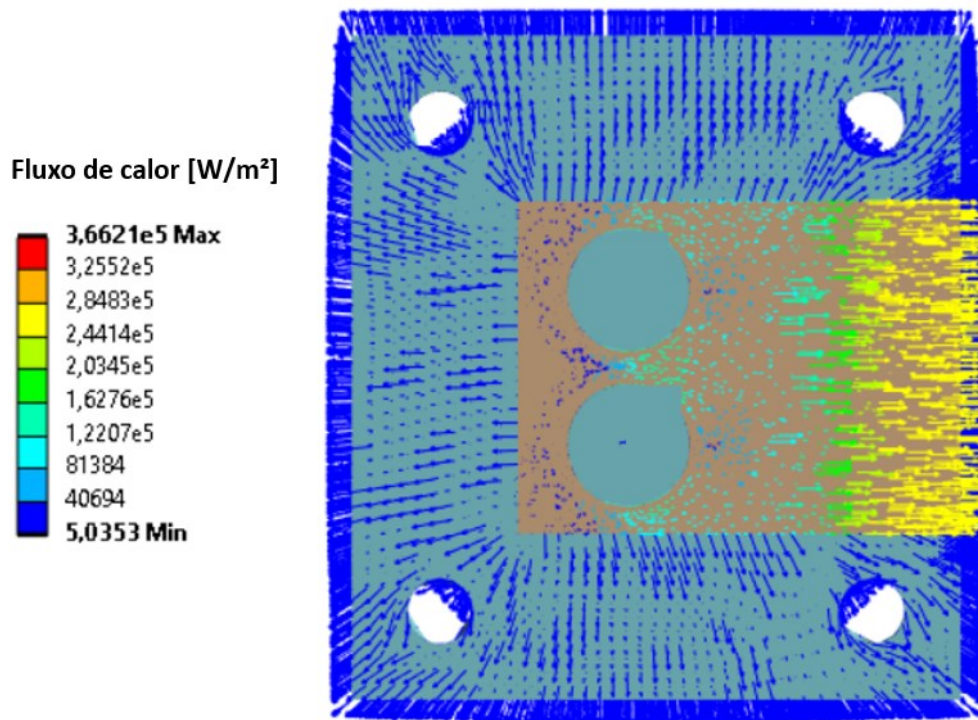 Fluxo de calor [W/m²]
3,6621e5 Max
3,2552e5
2,8483e5
2,4414e5
2,0345e5
1,6276e5
1,2207e5
81384
40694
5,0353 Min